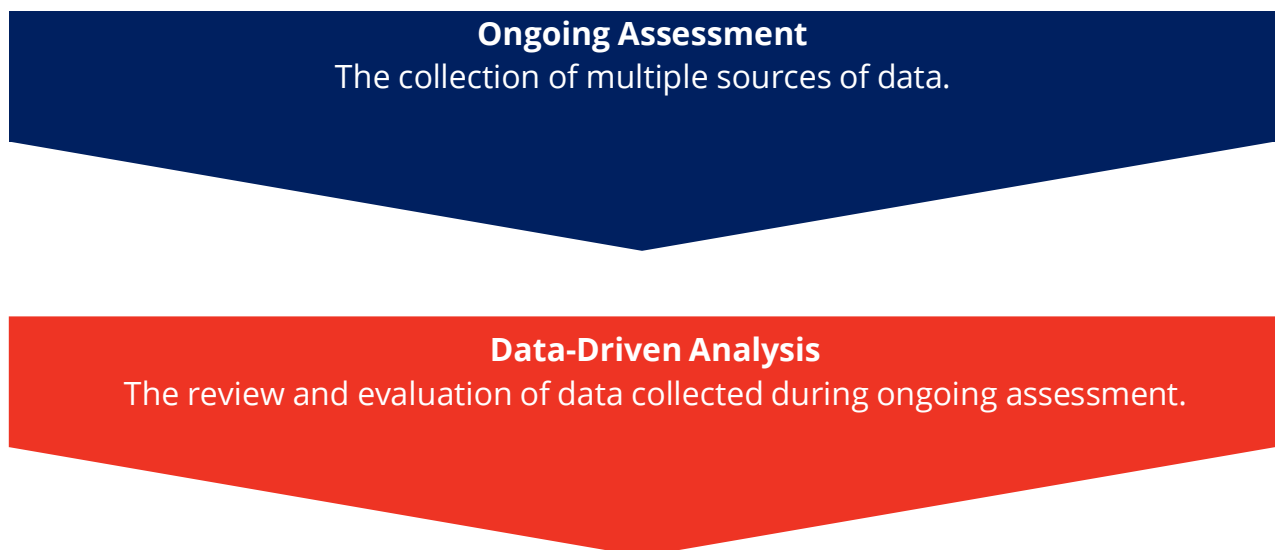 Ongoing Assessment
The collection of multiple sources of data.
Data-Driven Analysis
The review and evaluation of data collected during ongoing assessment.